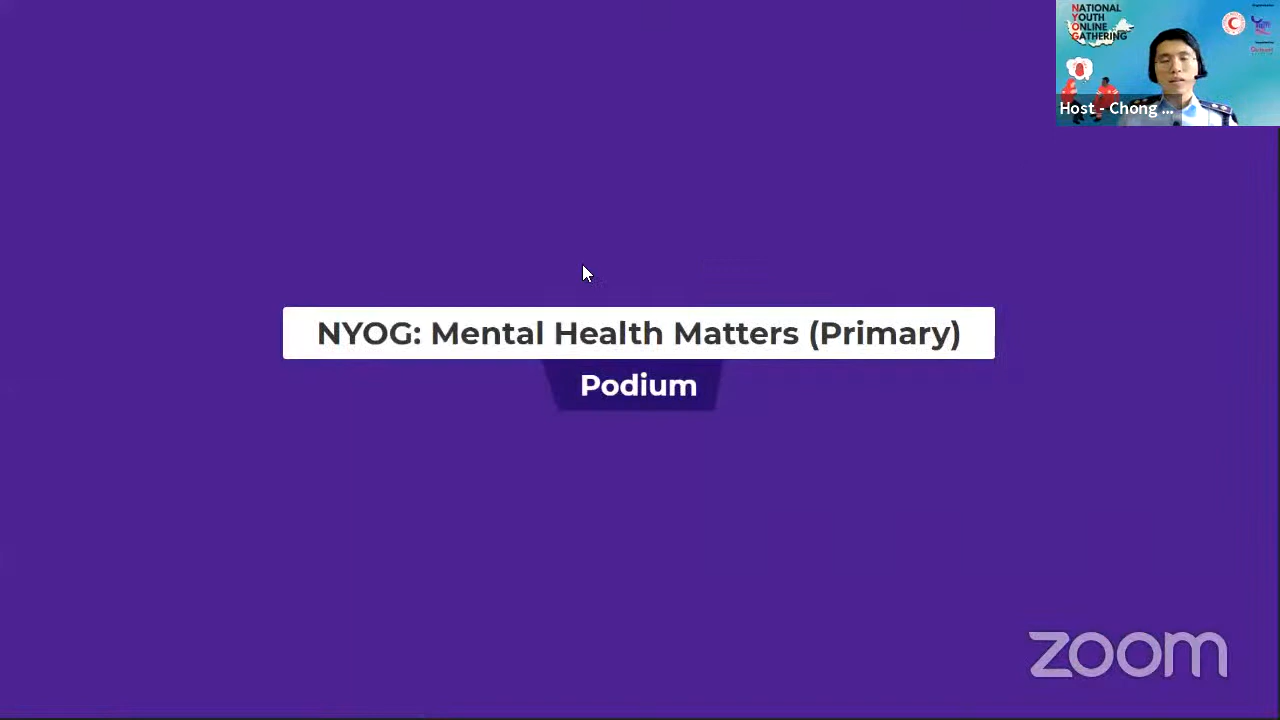 NATIONAL
YOUTH
ONLINE
GATHERING
Host - Chong ...
NYOG: Mental Health Matters (Primary)
Podium
zoom